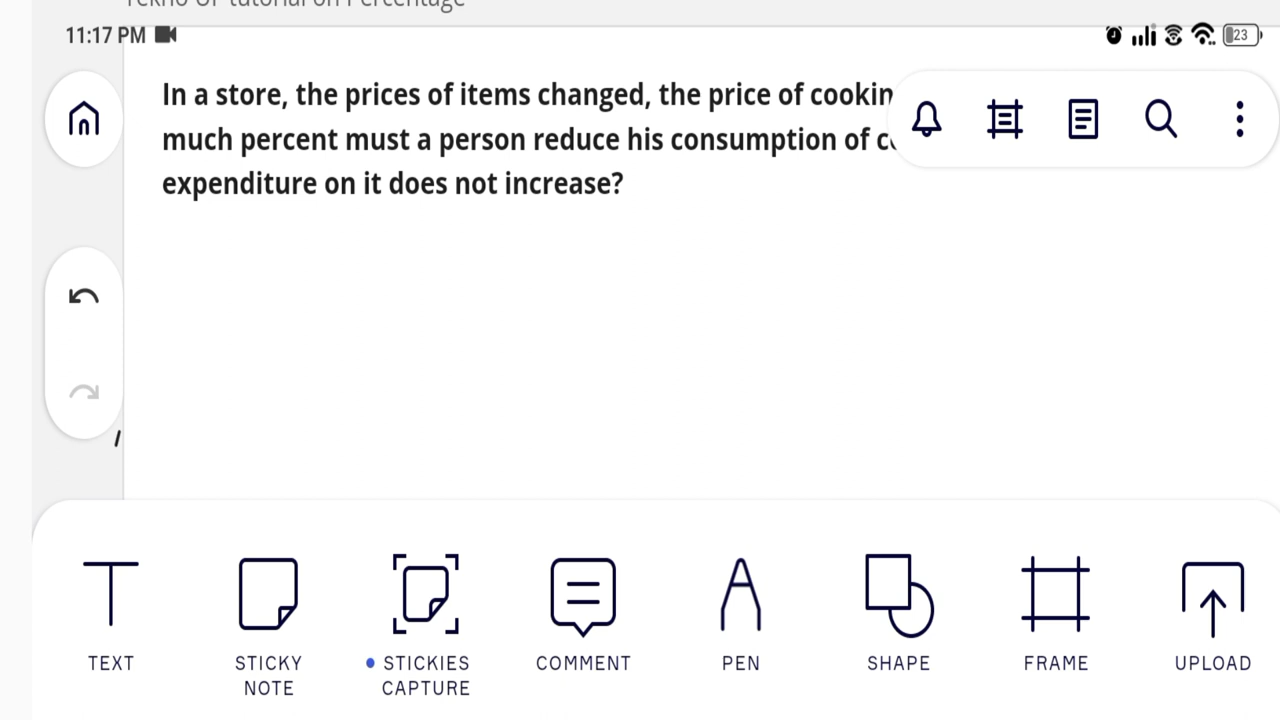 11:17 PM
23
In a store, the prices of items changed, the price of
much percent must a person reduce his consumption of
expenditure on it does not increase?
TEXT
STICKY
NOTE
STICKIES
CAPTURE
COMMENT
PEN
SHAPE
FRAME
UPLOAD